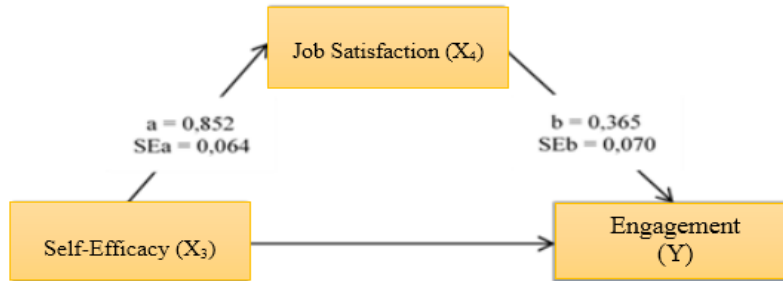 Job Satisfaction (X₄)
a = 0,852
SEa = 0,064
b = 0,365
SEb = 0,070
Self-Efficacy (X₃)
Engagement
(Y)